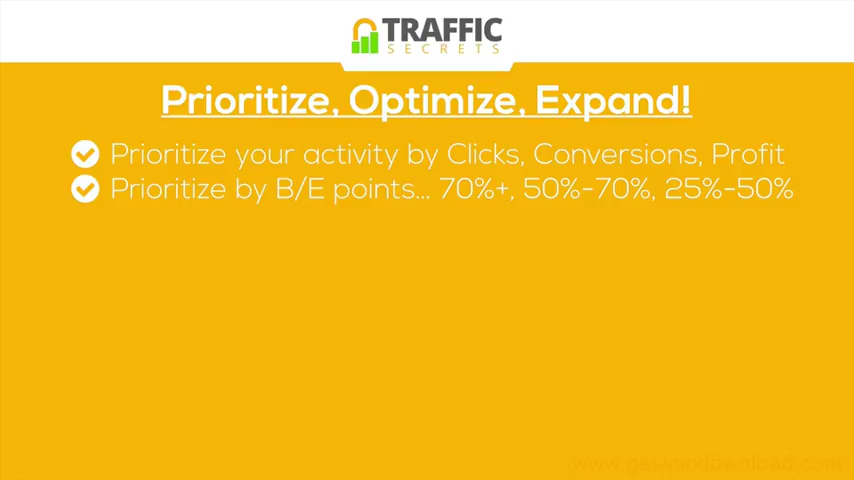 TRAFFIC
SECRETS
Prioritize, Optimize, Expand!
Prioritize your activity by Clicks, Conversions, Profit
Prioritize by B/E points... 70%+, 50%-70%, 25%-50%